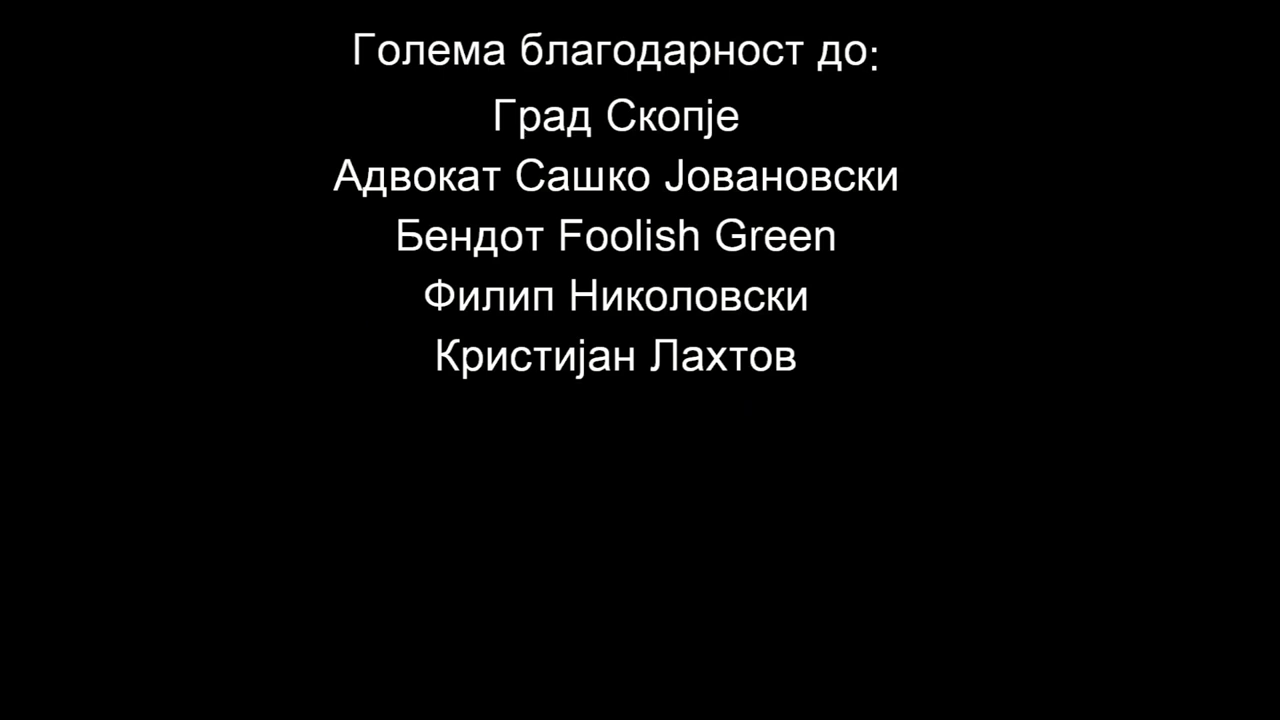 Голема благодарност до:
Град Скопје
Адвокат Сашко Јовановски
Бендот Foolish Green
Филип Николовски
Кристијан Лахтов